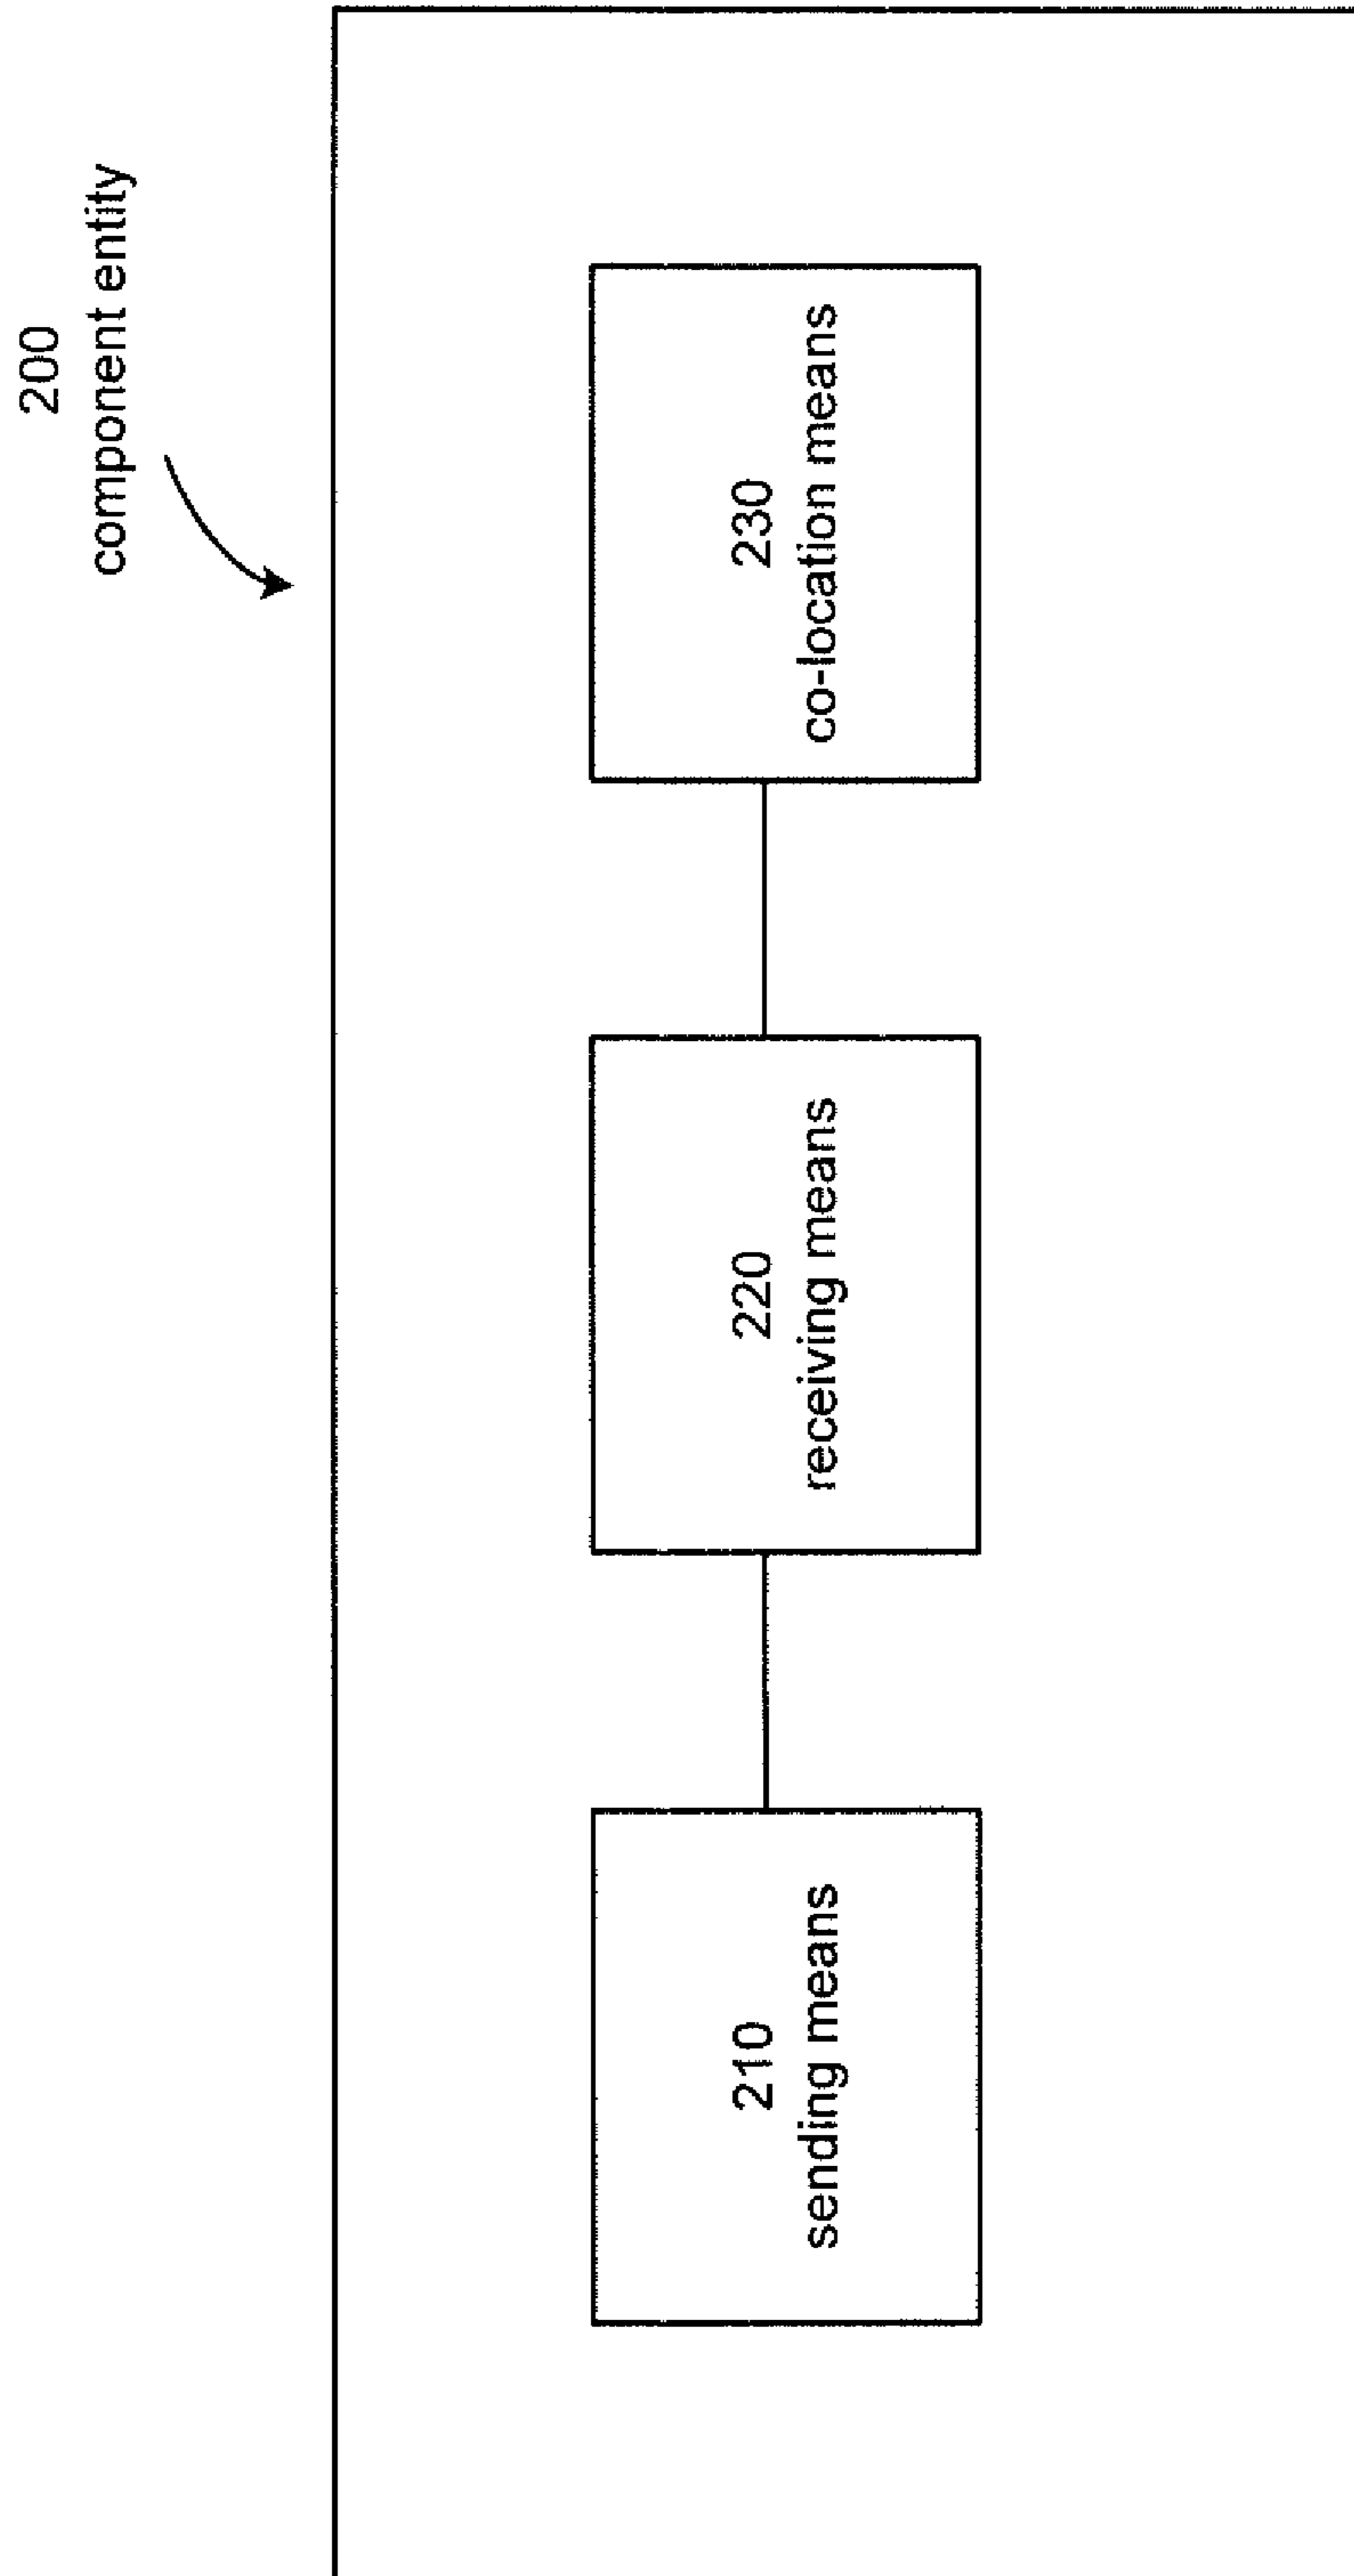 200
component entity
210
sending means
220
receiving means
230
co-location means